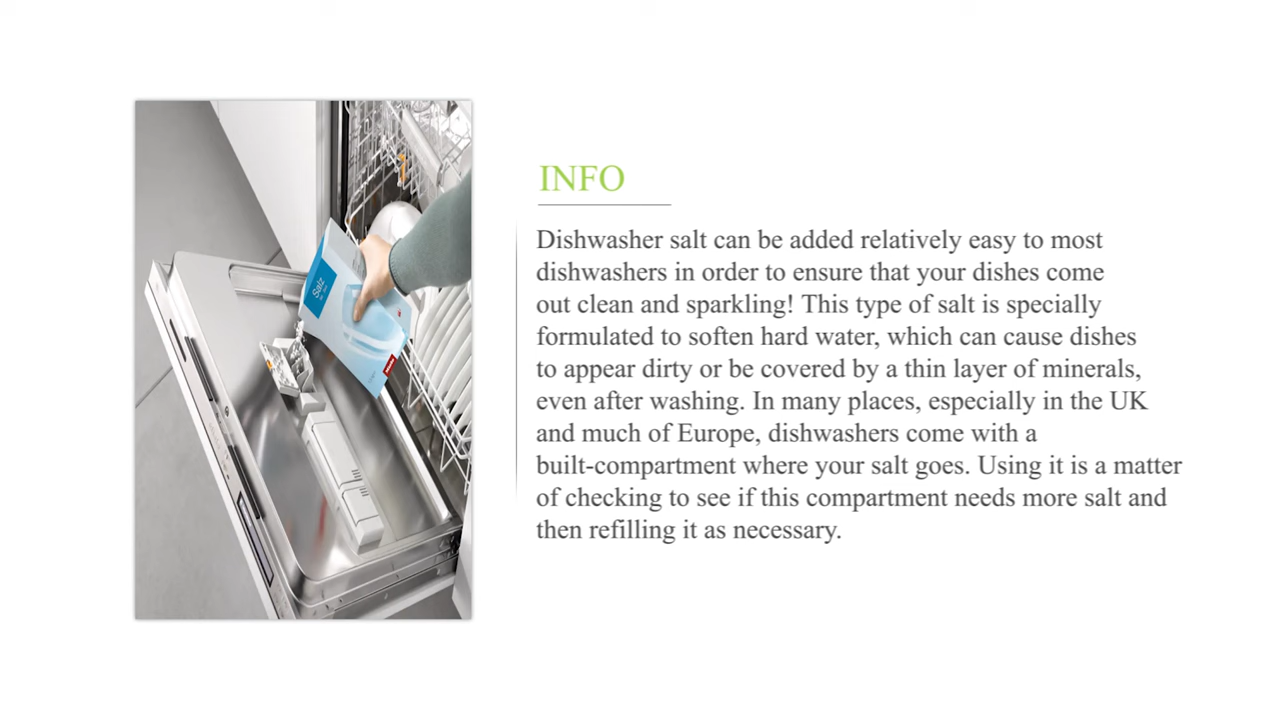 INFO
Dishwasher salt can be added relatively easy to most
dishwashers in order to ensure that your dishes come
out clean and sparkling! This type of salt is specially
formulated to soften hard water, which can cause dishes
to appear dirty or be covered by a thin layer of minerals,
even after washing. In many places, especially in the UK
and much of Europe, dishwashers come with a
built-compartment where your salt goes. Using it is a matter
of checking to see if this compartment needs more salt and
then refilling it as necessary.
Salz